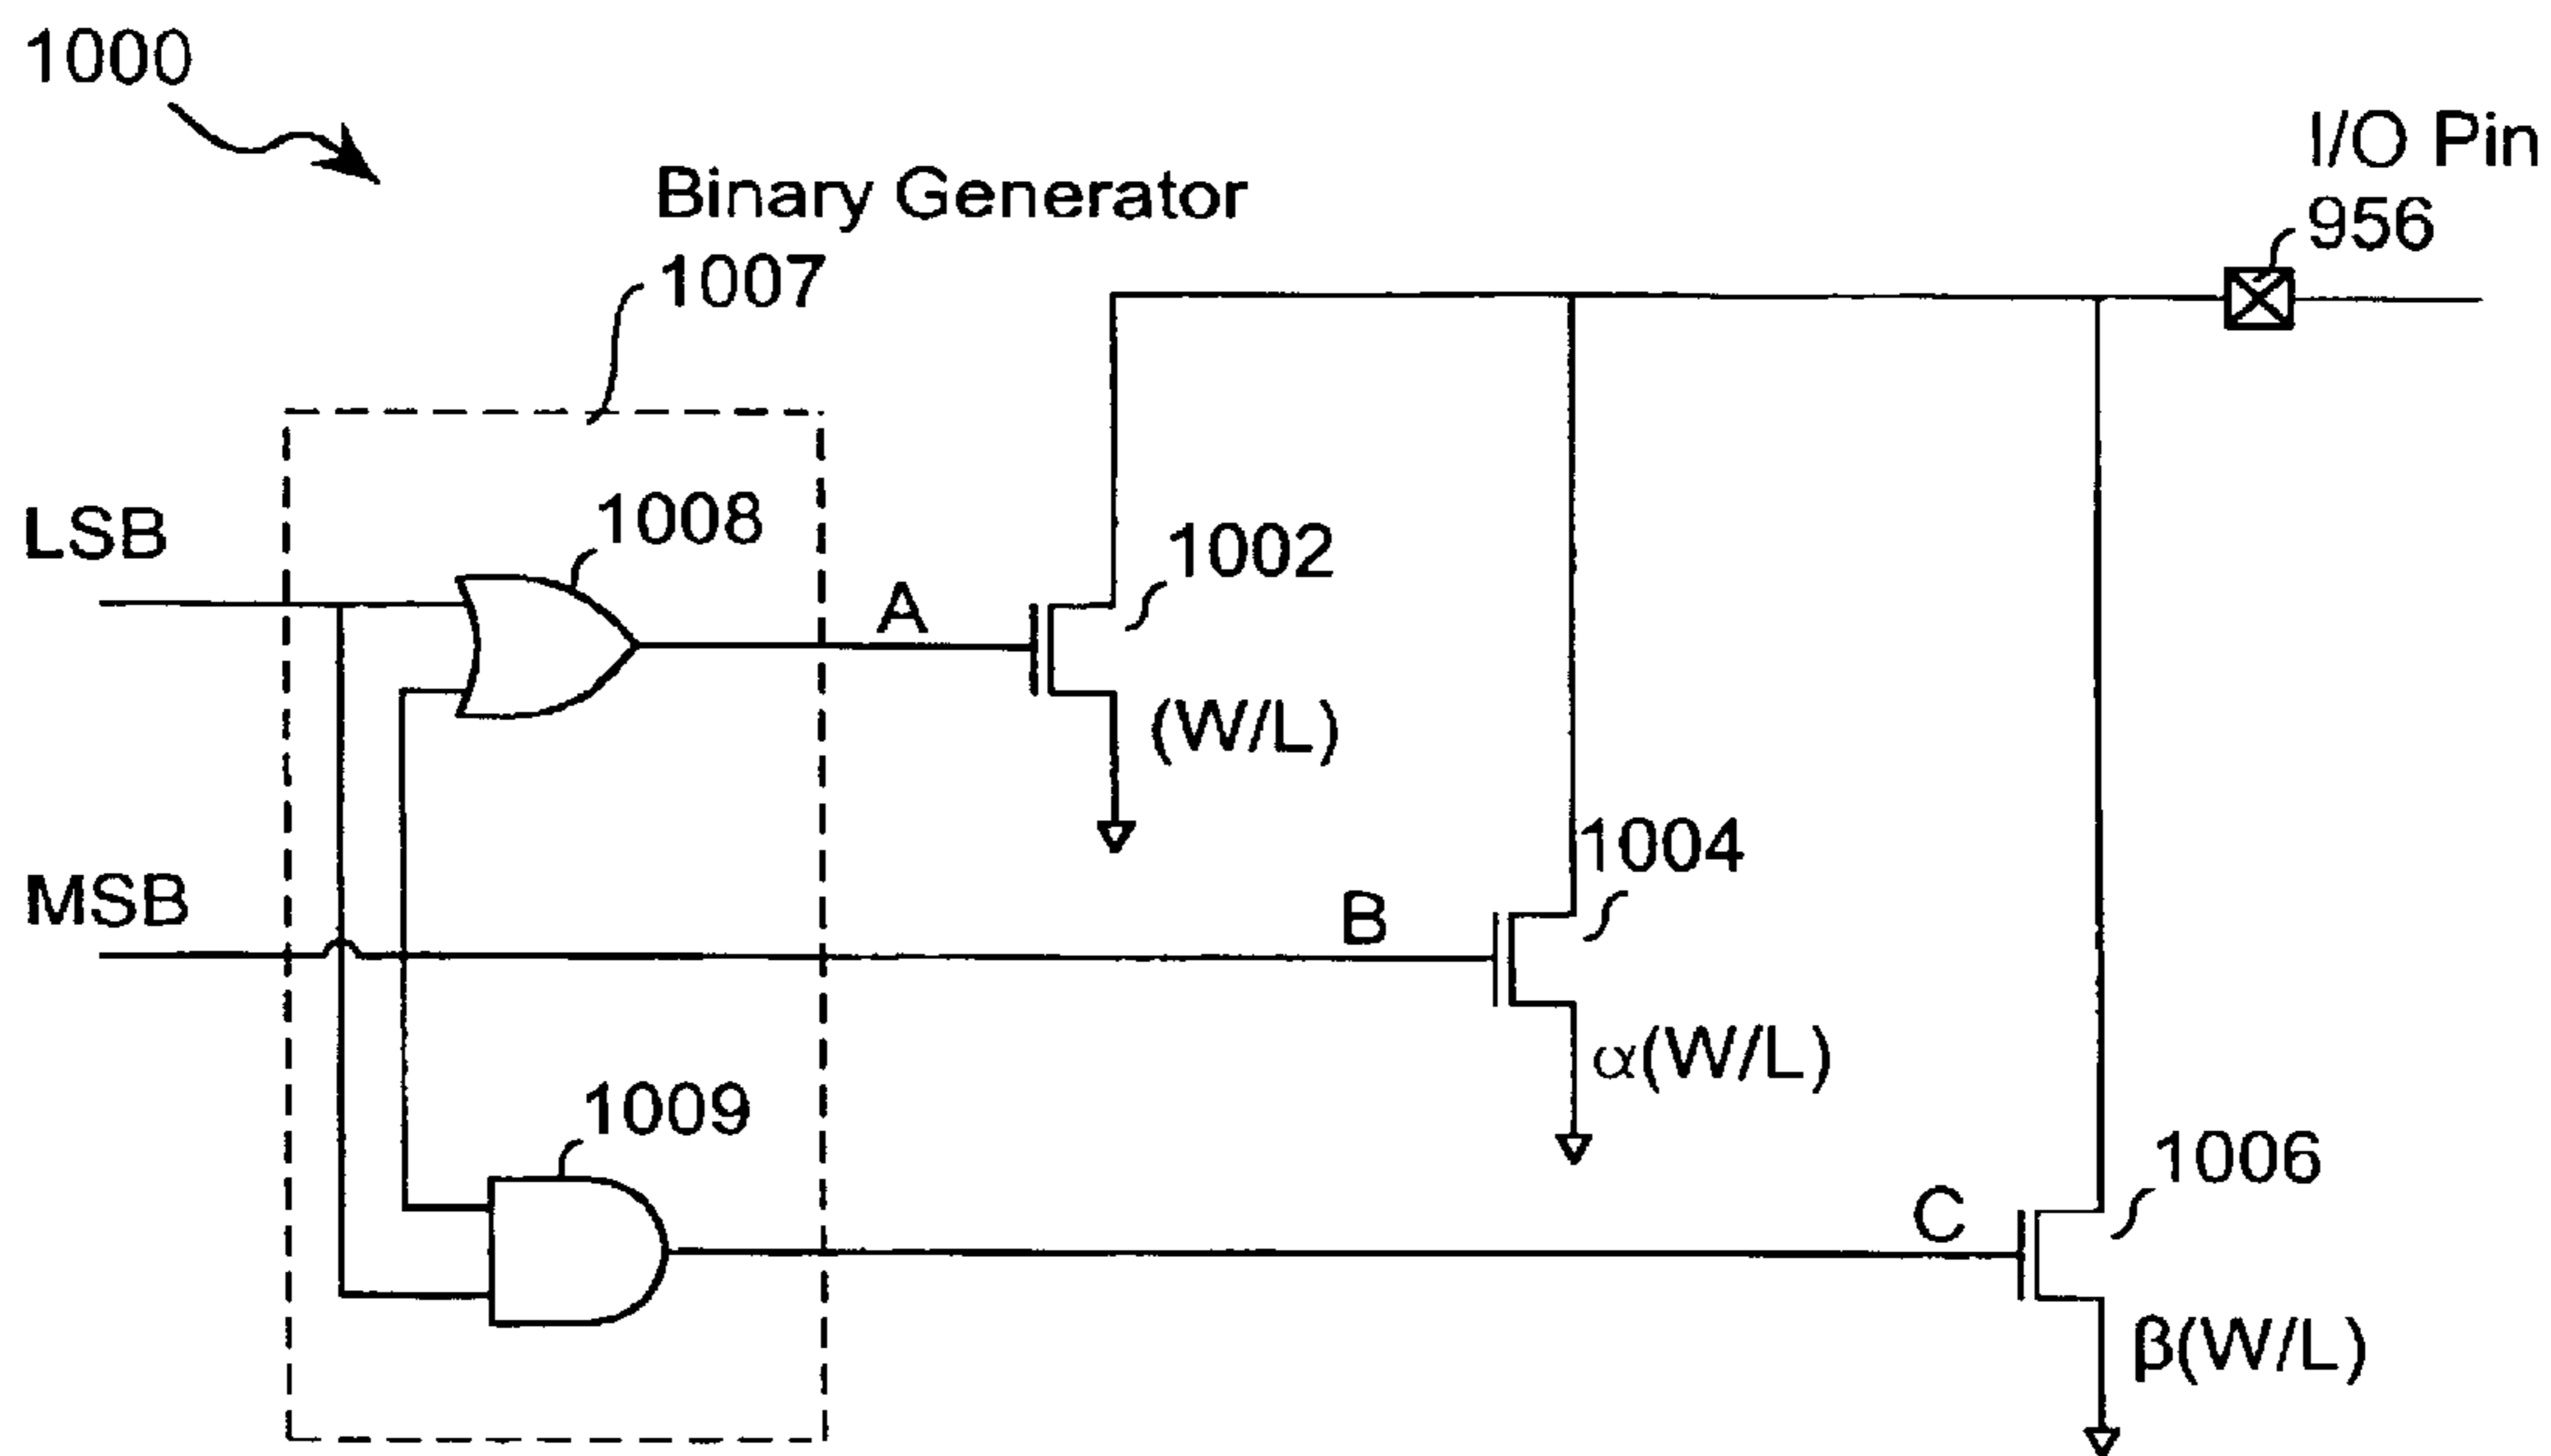 1000
Binary Generator
1007
I/O Pin
956
LSB
1008
A
1002
(W/L)
MSB
B
1004
α(W/L)
1009
C
1006
β(W/L)